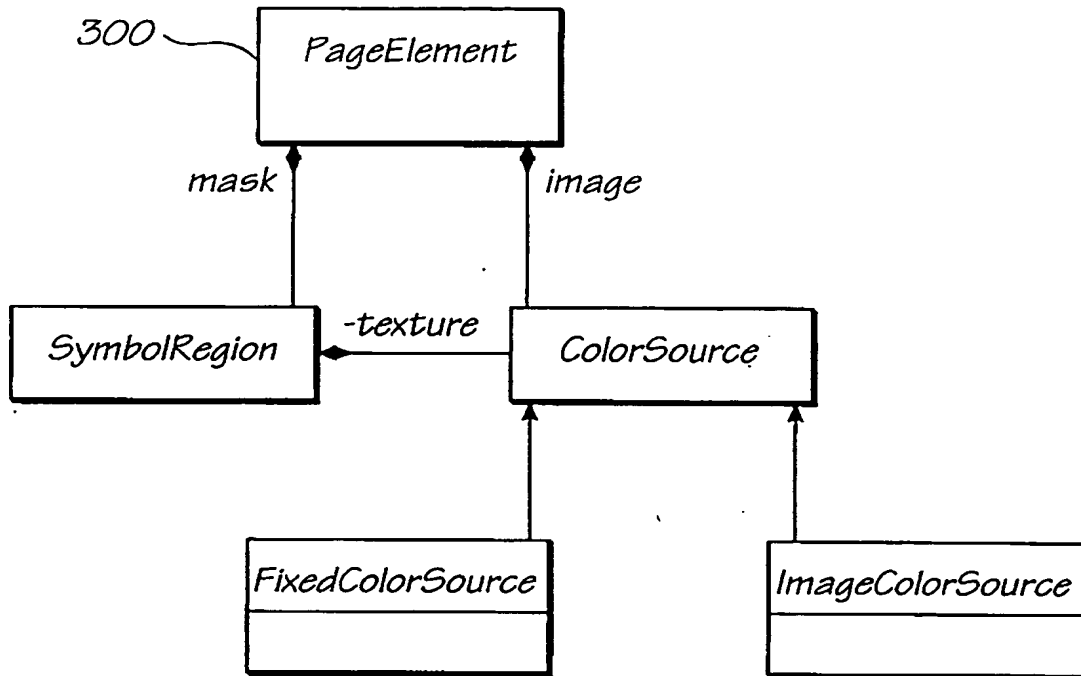 300
PageElement
mask
image
SymbolRegion
-texture
ColorSource
FixedColorSource
ImageColorSource